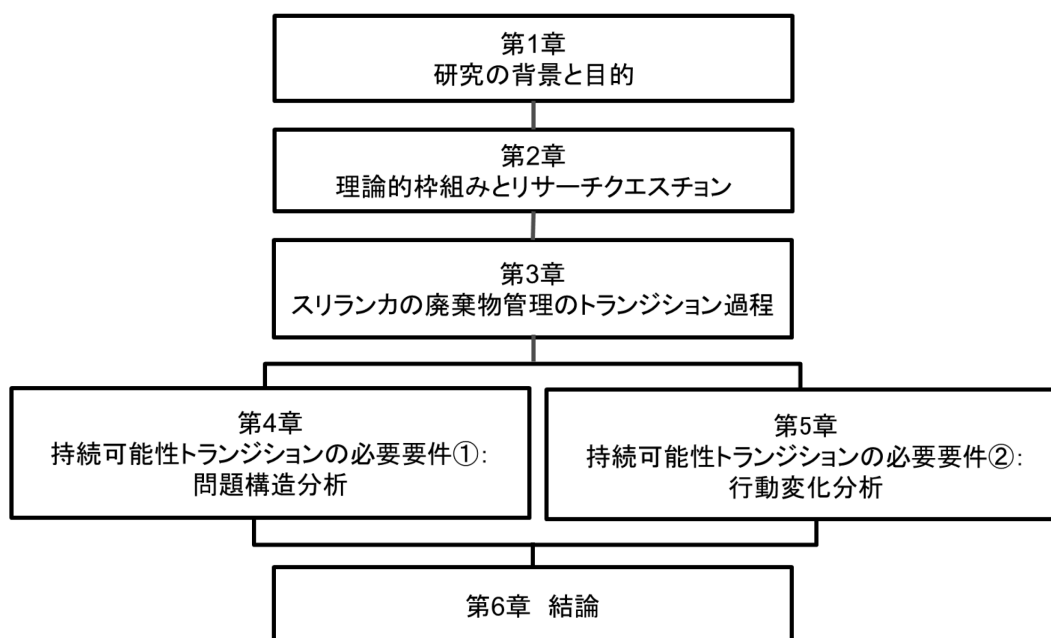 第1章
研究の背景と目的
第2章
理論的枠組みとリサーチクエスチョン
第3章
スリランカの廃棄物管理のトランジション過程
第4章
持続可能性トランジションの必要要件①:
問題構造分析
第5章
持続可能性トランジションの必要要件②:
行動変化分析
第6章 結論